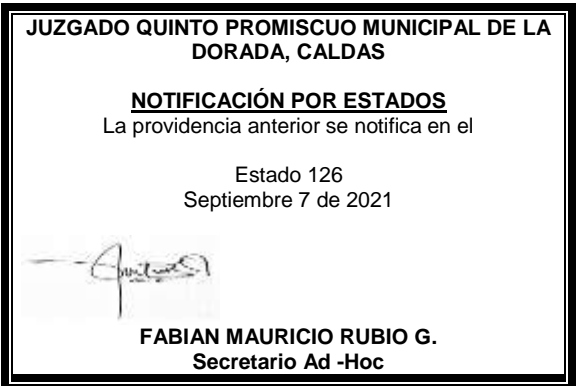 JUZGADO QUINTO PROMISCUO MUNICIPAL DE LA
DORADA, CALDAS
NOTIFICACIÓN POR ESTADOS
La providencia anterior se notifica en el
Estado 126
Septiembre 7 de 2021
FABIAN MAURICIO RUBIO G.
Secretario Ad -Hoc